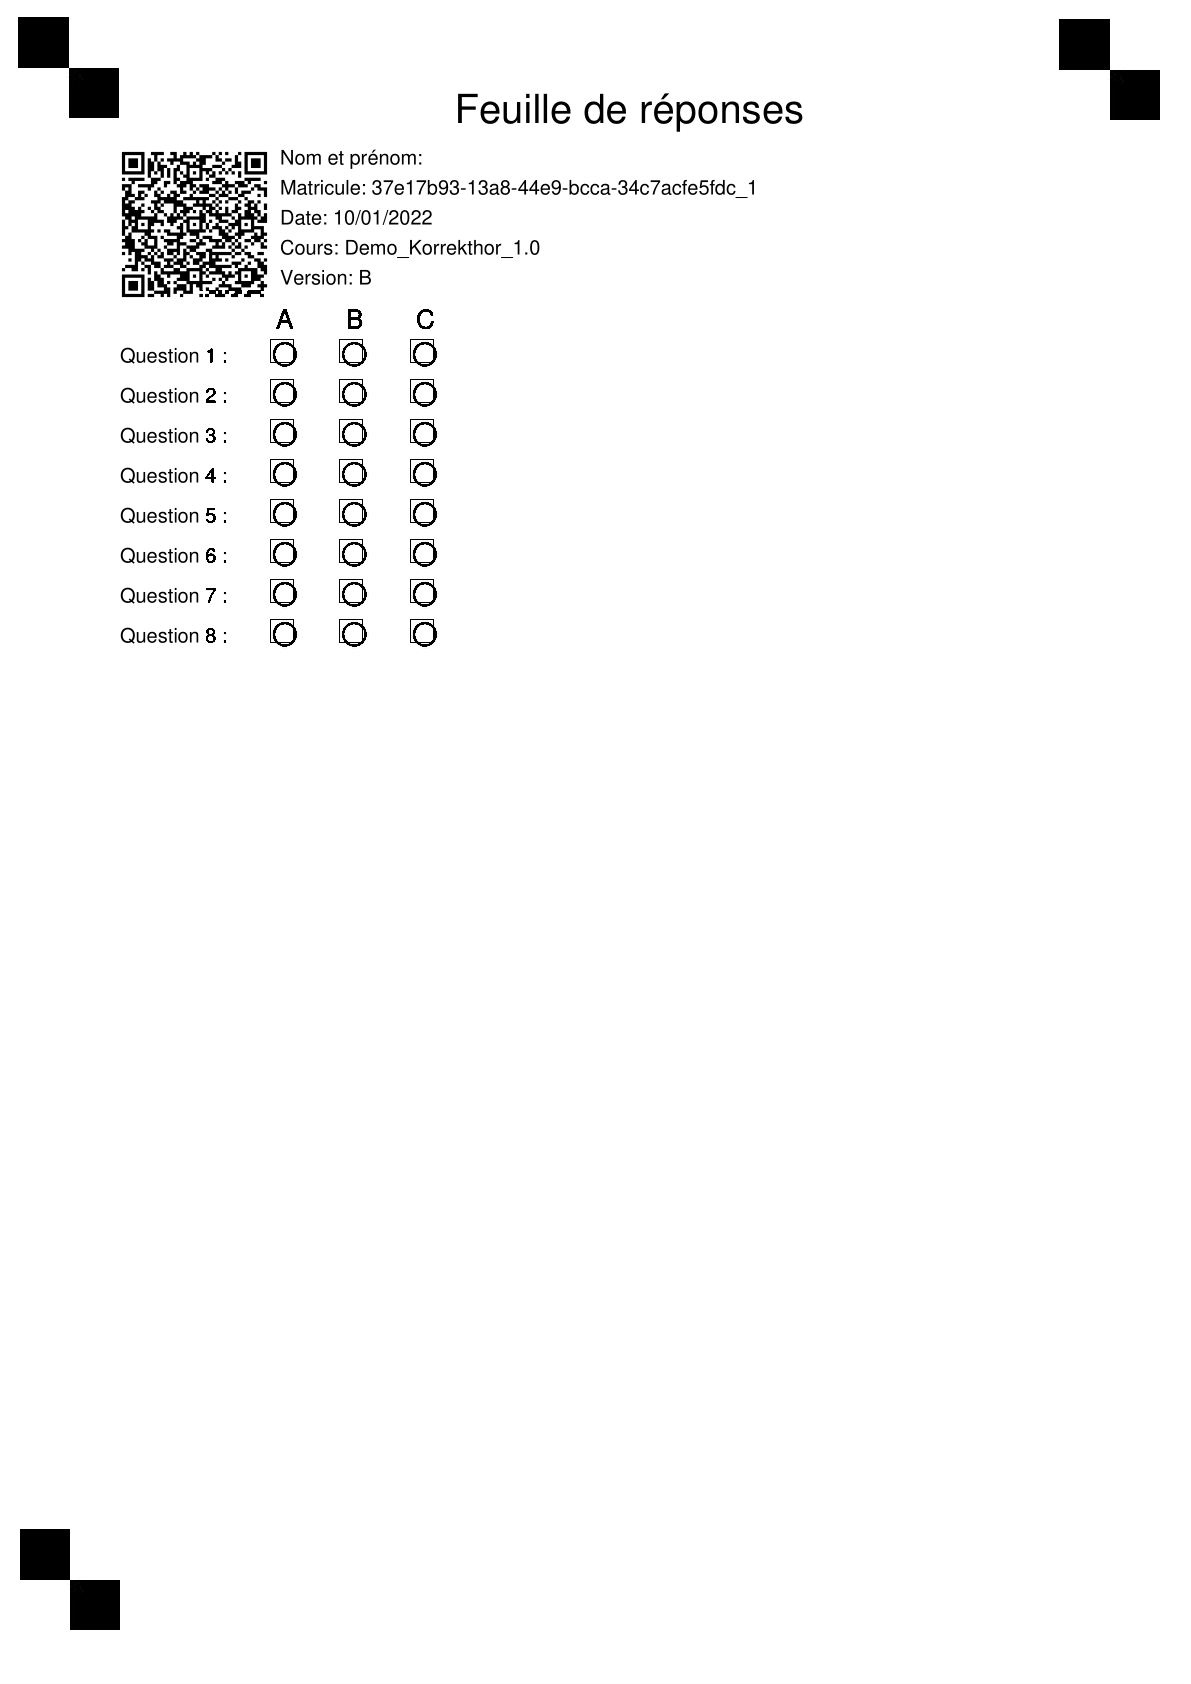 Feuille de réponses
Nom et prénom:
Matricule: 37e17b93-13a8-44e9-bcca-34c7acfe5fdc_1
Date: 10/01/2022
Cours: Demo_Korrekthor_1.0
Version: B
A B C
Question 1 :
Question 2 :
Question 3 :
Question 4 :
Question 5 :
Question 6 :
Question 7 :
Question 8 :